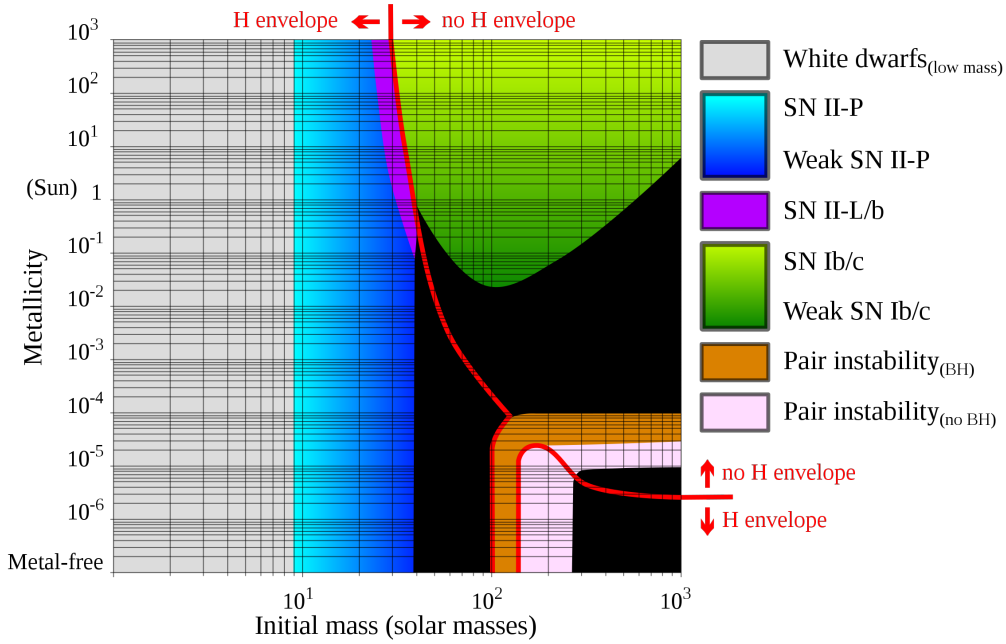 H envelope
no H envelope
10³
10²
10¹
(Sun) 1
10⁻¹
10⁻²
10⁻³
10⁻⁴
10⁻⁵
10⁻⁶
Metal-free
Metallicity
10¹
10²
10³
Initial mass (solar masses)
White dwarfs(low mass)
SN II-P
Weak SN II-P
SN II-L/b
SN Ib/c
Weak SN Ib/c
Pair instability(BH)
Pair instability(no BH)
no H envelope
H envelope